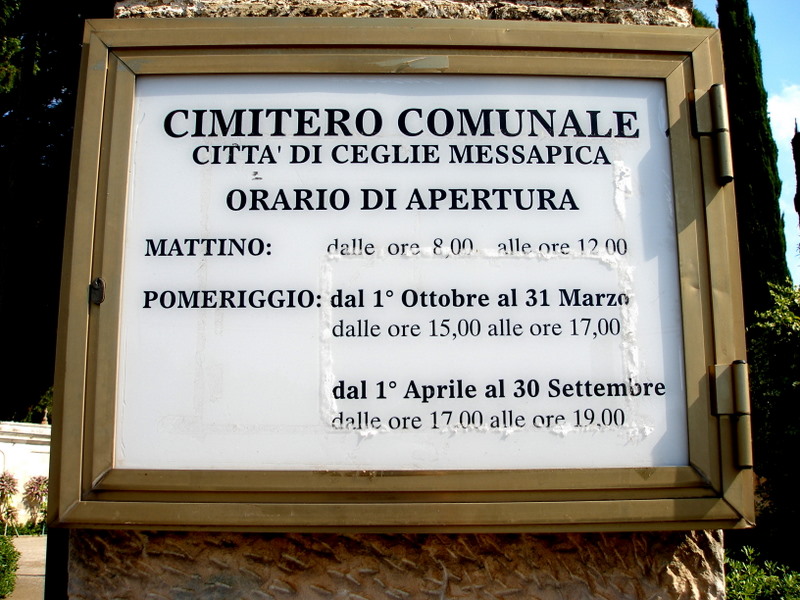 CIMITERO COMUNALE
CITTA' DI CEGLIE MESSAPICA
ORARIO DI APERTURA
MATTINO: dalle ore 8,00 alle ore 12,00
POMERIGGIO: dal 1° Ottobre al 31 Marzo
dalle ore 15,00 alle ore 17,00
dal 1° Aprile al 30 Settembre
dalle ore 17,00 alle ore 19,00